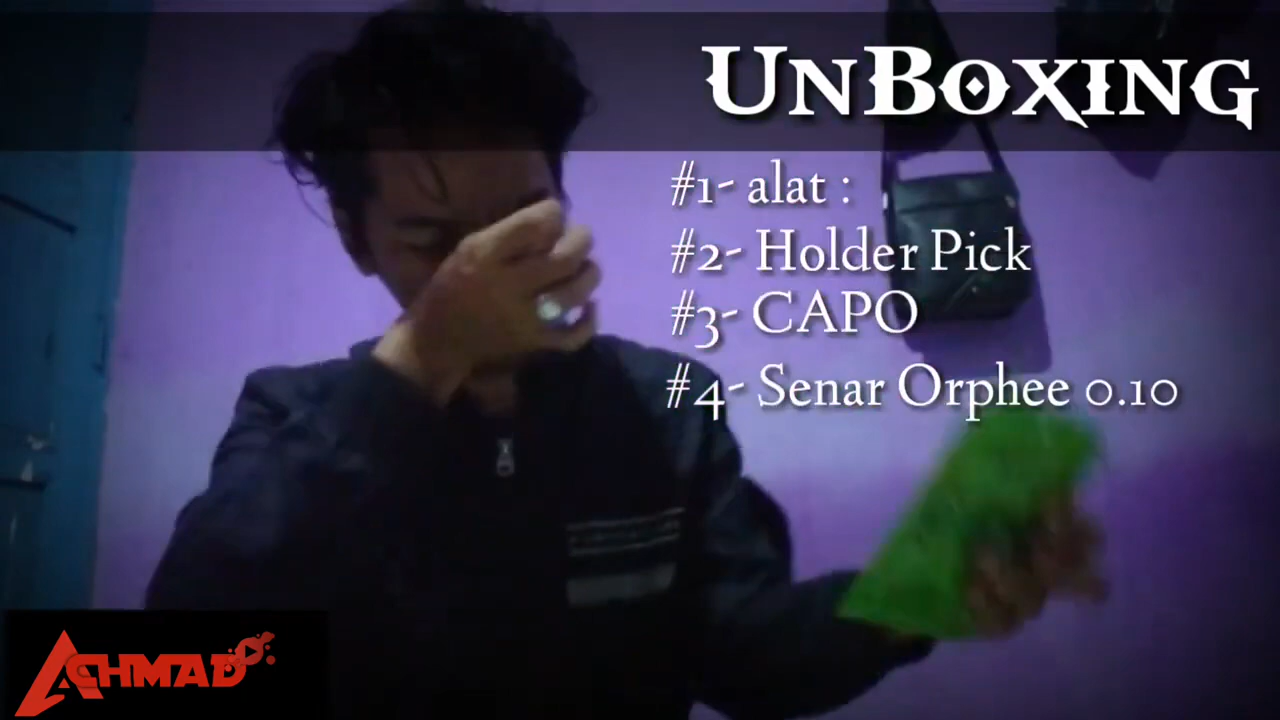 UnBoxing
#1- alat :
#2- Holder Pick
#3- CAPO
#4- Senar Orphee 0.10
ACHMAD